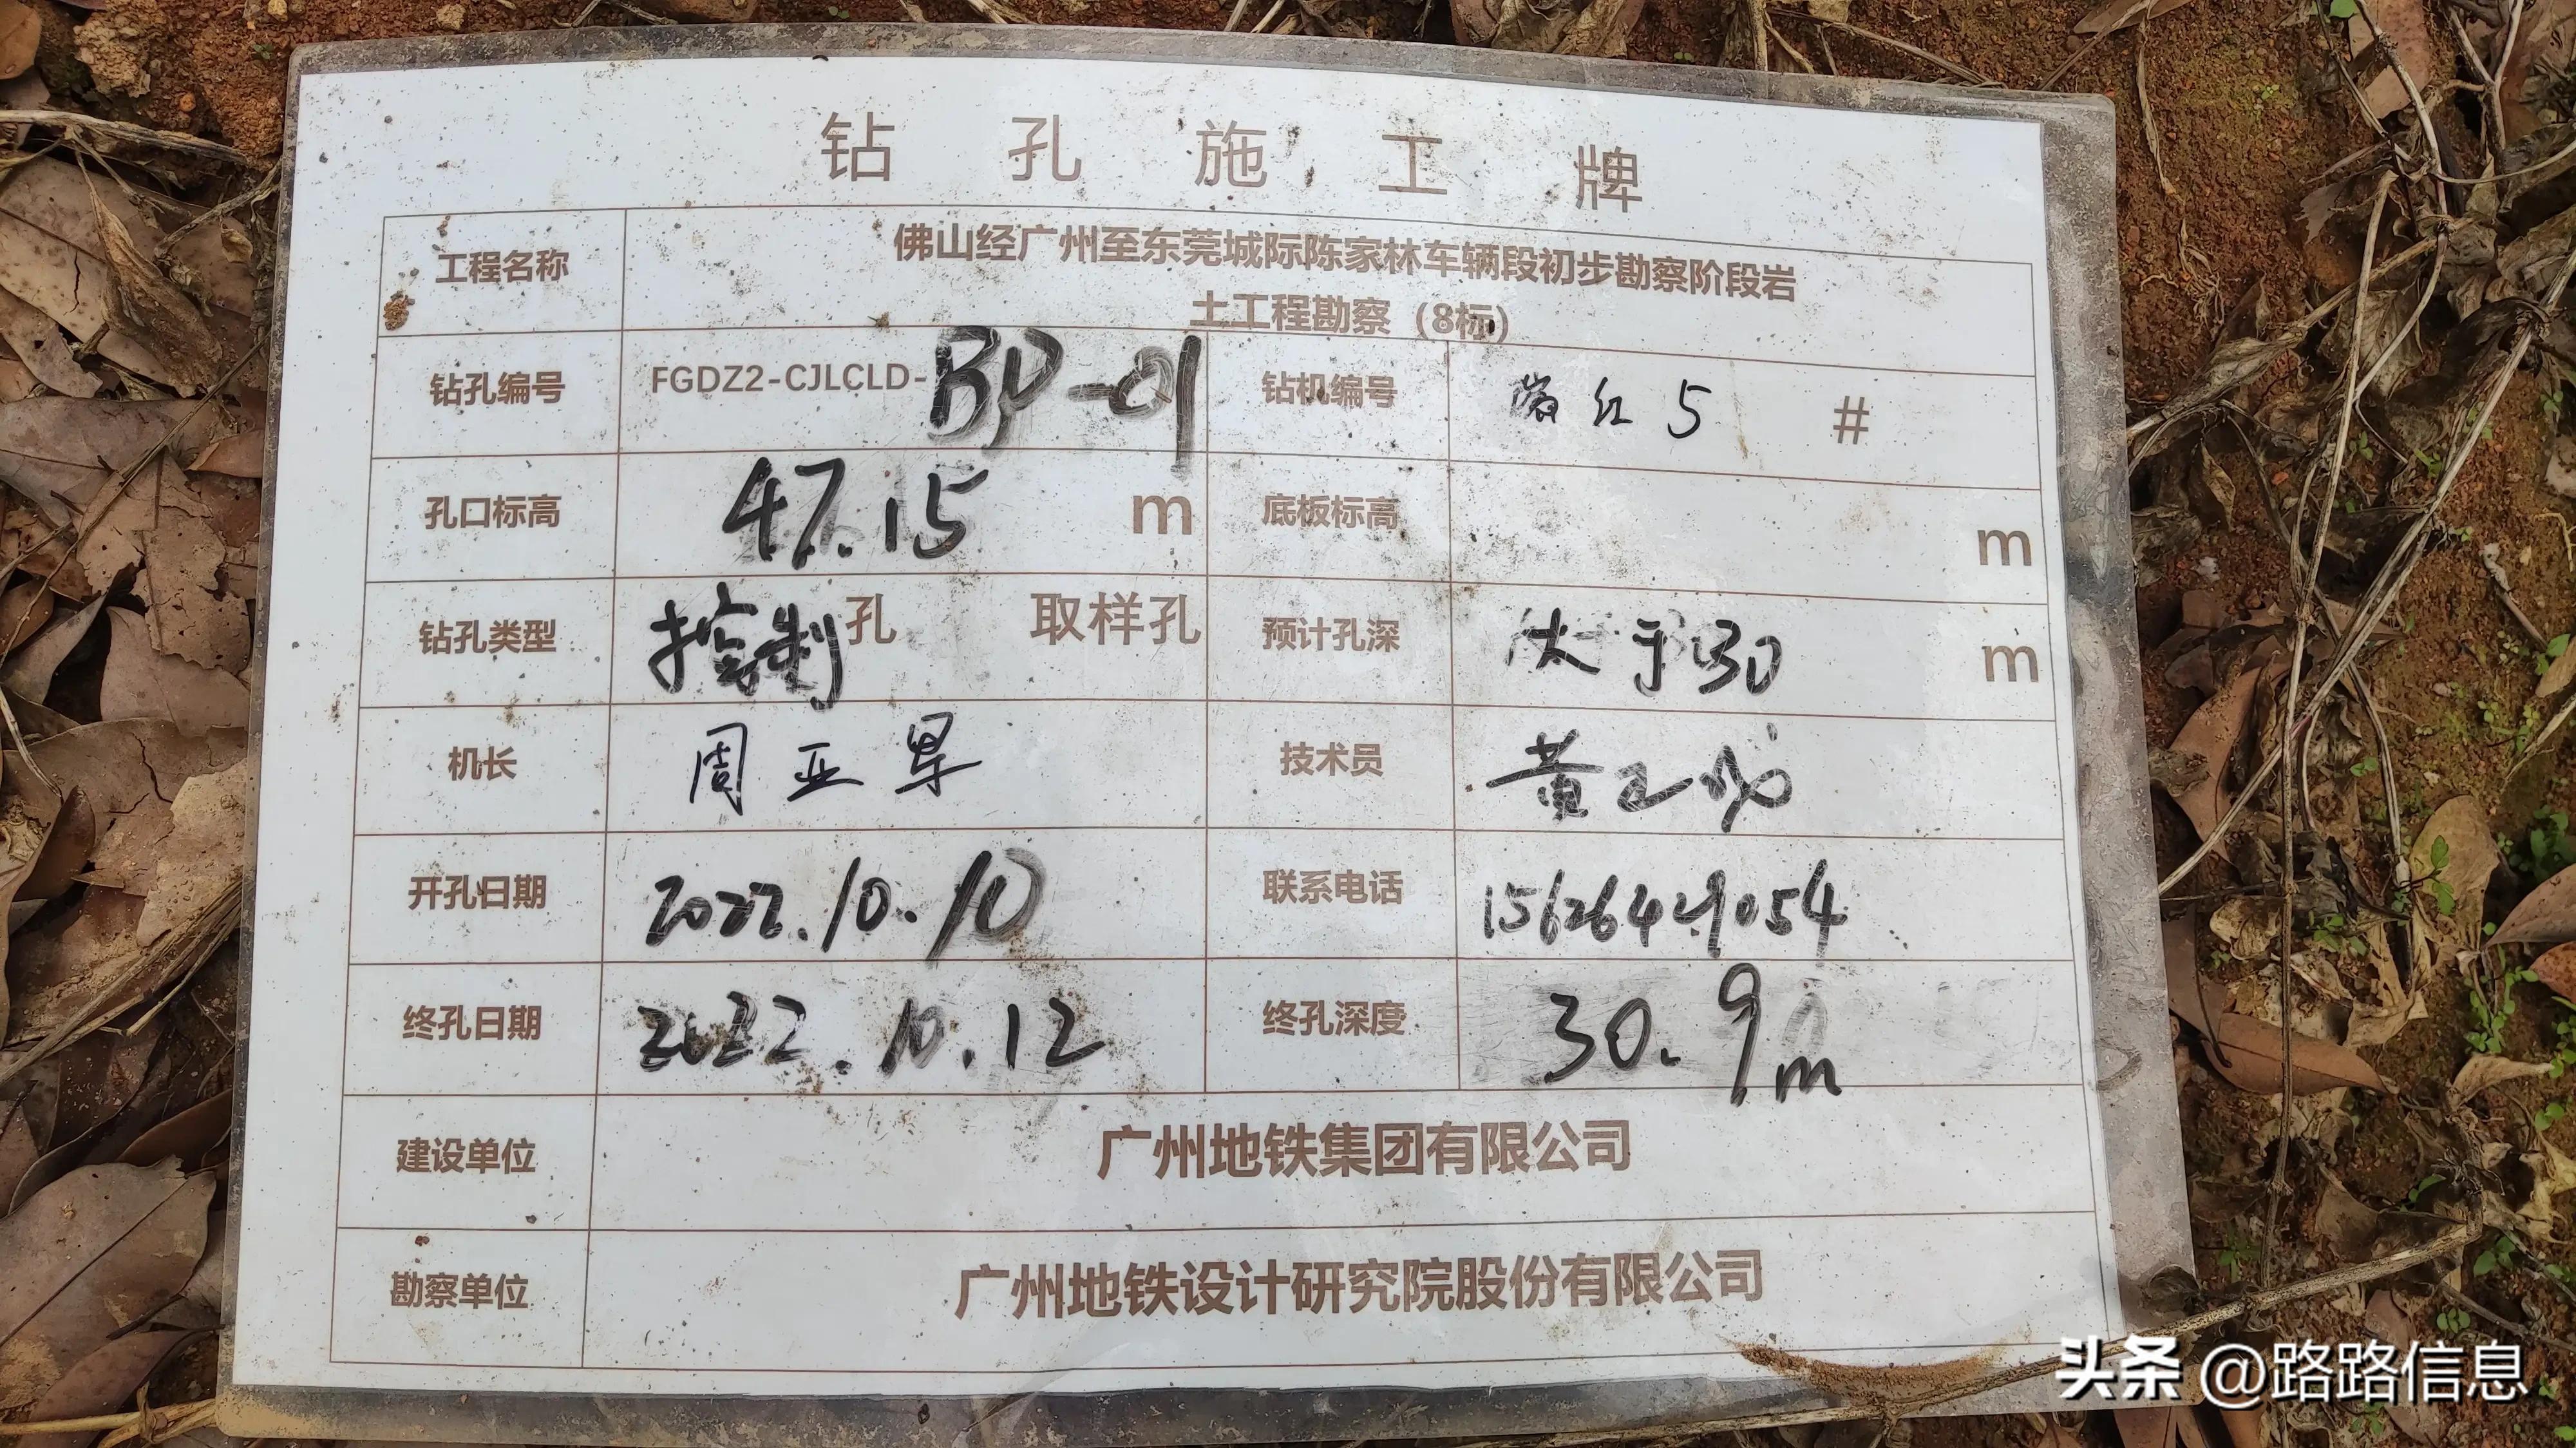 钻孔施工牌
工程名称 佛山经广州至东莞城际陈家林车辆段初步勘察阶段岩
土工程勘察（8标）
钻孔编号 FGDZ2-CJLCLD-BP-01 钻机编号 红5 #
孔口标高 47.15 m 底板标高 m
钻孔类型 控制孔 取样孔 预计孔深 大于30 m
机长 周亚军 技术员 黄
开孔日期 2022.10.10 联系电话 15626429054
终孔日期 2022.10.12 终孔深度 30.9m
建设单位 广州地铁集团有限公司
勘察单位 广州地铁设计研究院股份有限公司
头条 @路路信息